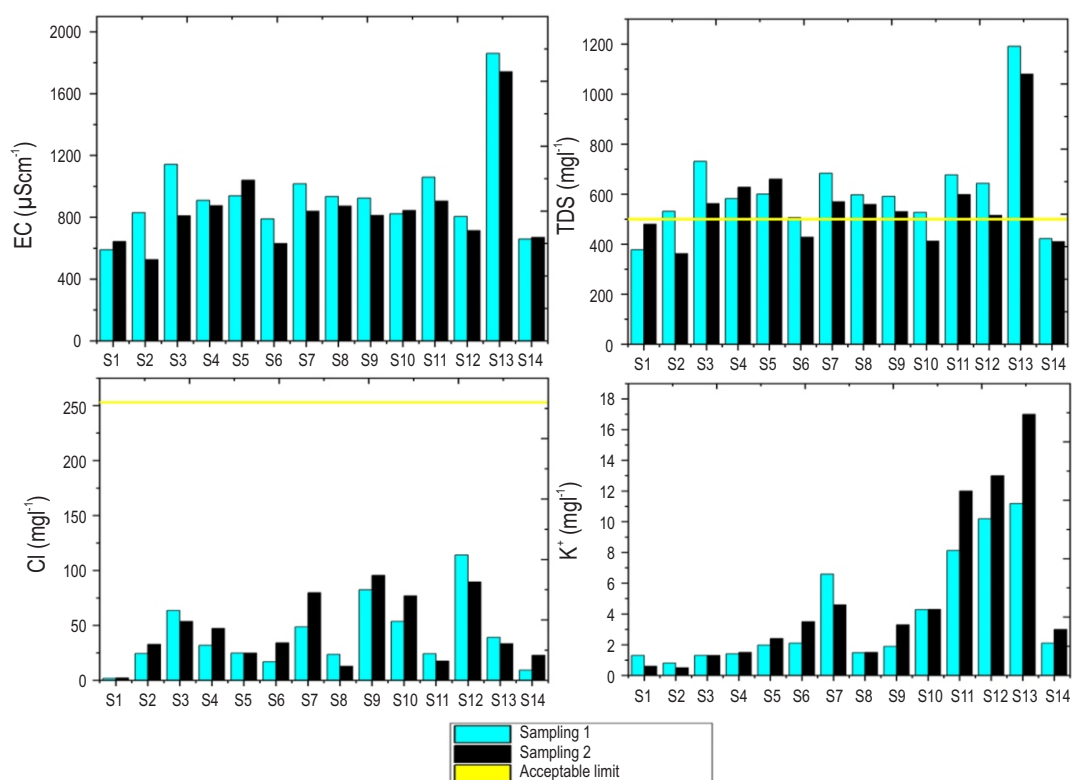 EC (µScm-1)
2000
1600
1200
800
400
0
S1 S2 S3 S4 S5 S6 S7 S8 S9 S10 S11 S12 S13 S14
TDS (mgl-1)
1200
1000
800
600
400
200
0
S1 S2 S3 S4 S5 S6 S7 S8 S9 S10 S11 S12 S13 S14
Cl (mgl-1)
250
200
150
100
50
0
S1 S2 S3 S4 S5 S6 S7 S8 S9 S10 S11 S12 S13 S14
K+ (mgl-1)
18
16
14
12
10
8
6
4
2
0
S1 S2 S3 S4 S5 S6 S7 S8 S9 S10 S11 S12 S13 S14
Sampling 1
Sampling 2
Acceptable limit